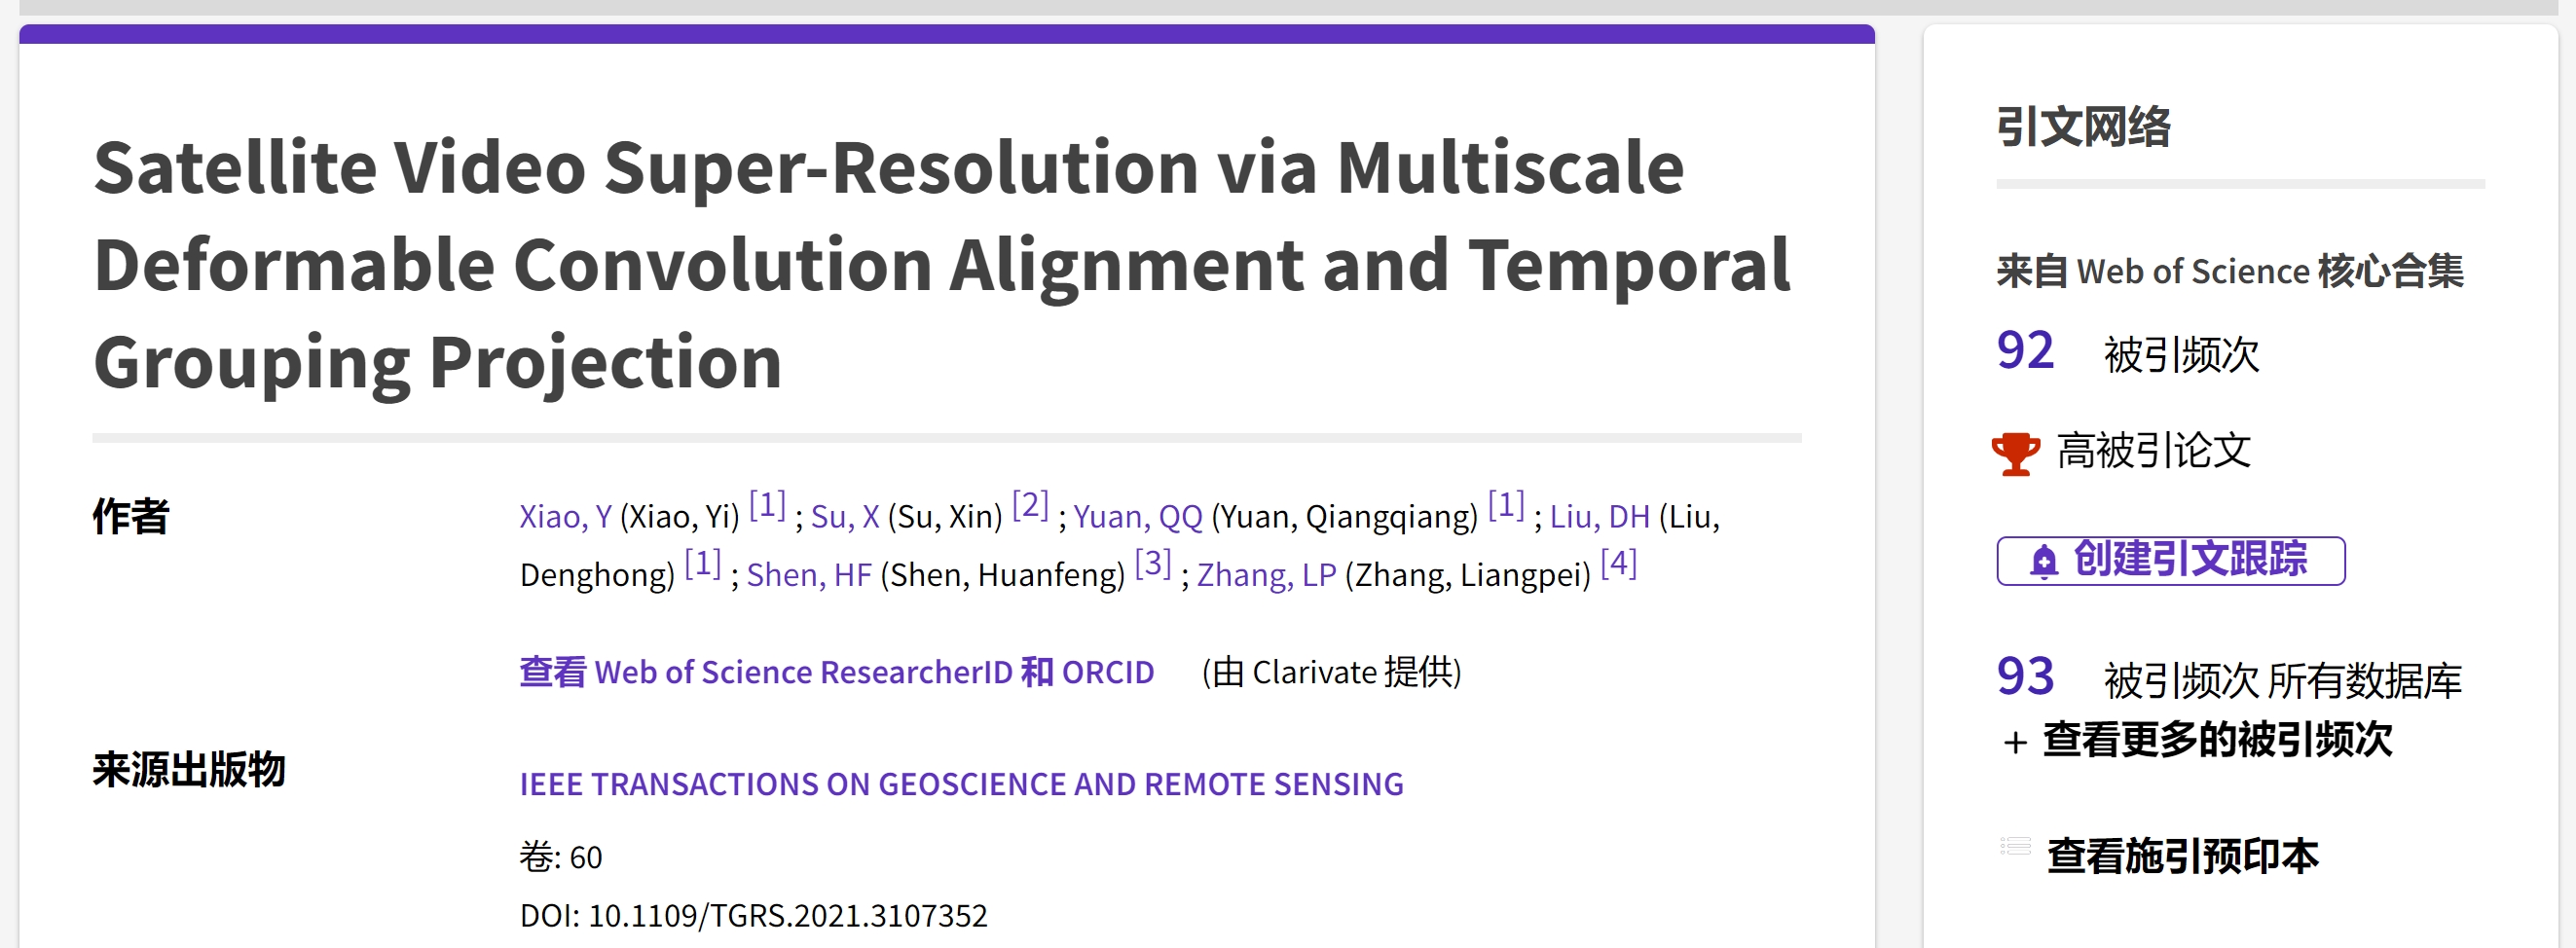 Satellite Video Super-Resolution via Multiscale
Deformable Convolution Alignment and Temporal
Grouping Projection
作者
Xiao, Y (Xiao, Yi) [1] ; Su, X (Su, Xin) [2] ; Yuan, QQ (Yuan, Qiangqiang) [1] ; Liu, DH (Liu,
Denghong) [1] ; Shen, HF (Shen, Huanfeng) [3] ; Zhang, LP (Zhang, Liangpei) [4]
查看 Web of Science ResearcherID 和 ORCID (由 Clarivate 提供)
来源出版物
IEEE TRANSACTIONS ON GEOSCIENCE AND REMOTE SENSING
卷: 60
DOI: 10.1109/TGRS.2021.3107352
引文网络
来自 Web of Science 核心合集
92 被引频次
高被引论文
创建引文跟踪
93 被引频次 所有数据库
+ 查看更多的被引频次
查看施引预印本